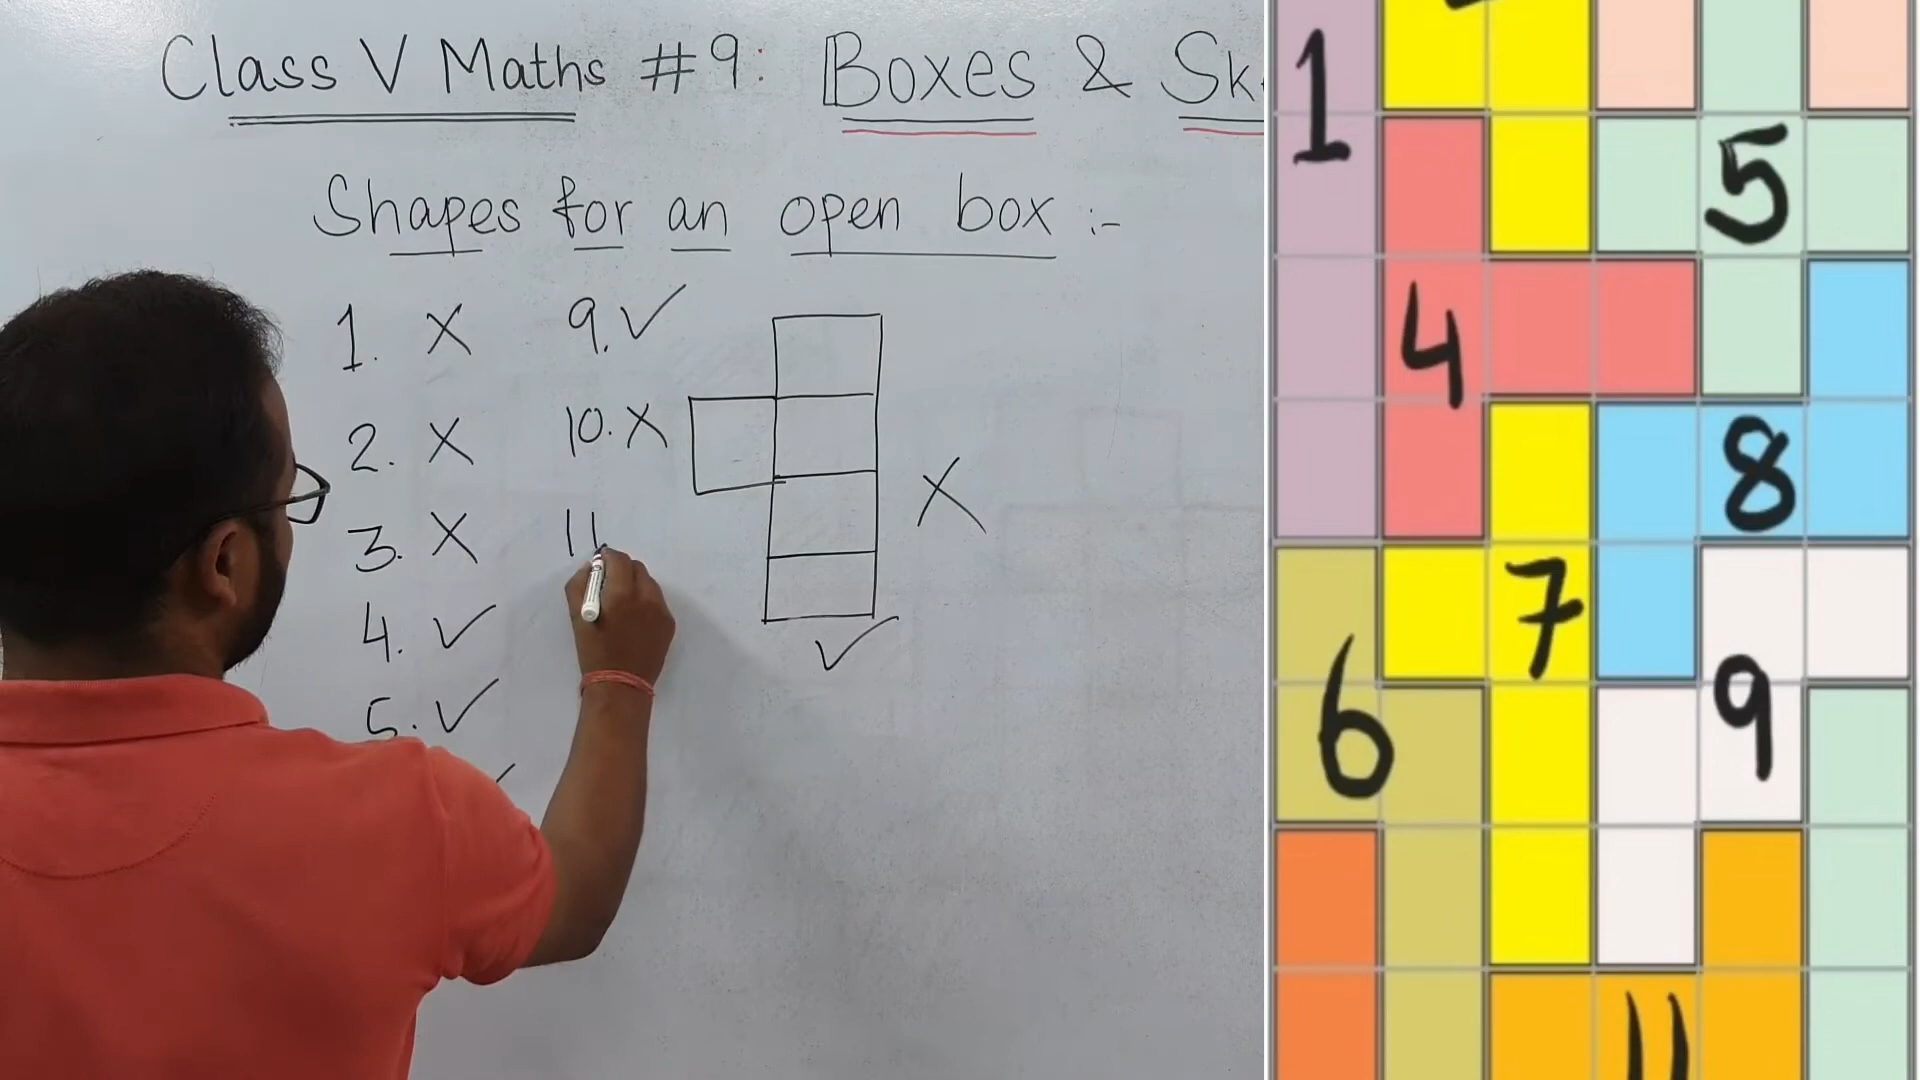 Class V Maths #9: Boxes &
Shapes for an open box :-
1. X 9. ✓
2. X 10. X
3. X 11
4. ✓ X
5. ✓ ✓
1
5
4
8
7
6
9
11